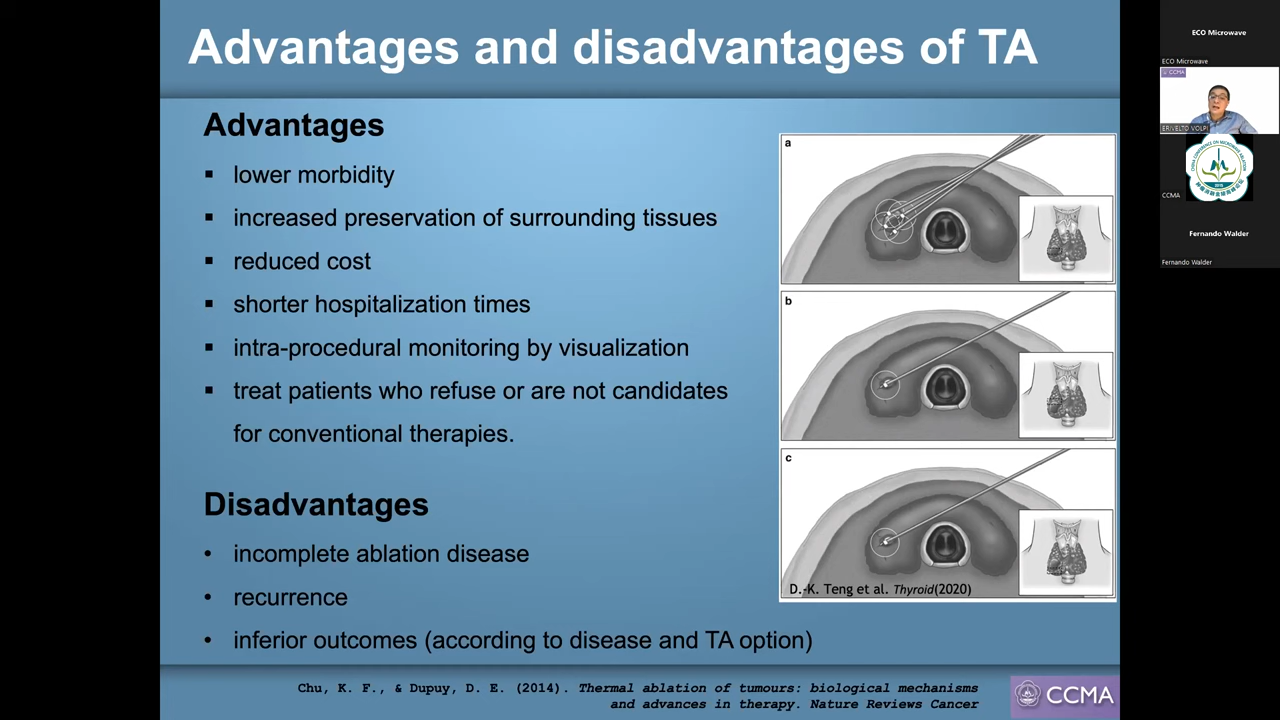 Advantages and disadvantages of TA
Advantages
▪ lower morbidity
▪ increased preservation of surrounding tissues
▪ reduced cost
▪ shorter hospitalization times
▪ intra-procedural monitoring by visualization
▪ treat patients who refuse or are not candidates
for conventional therapies.
Disadvantages
• incomplete ablation disease
• recurrence
• inferior outcomes (according to disease and TA option)
a
b
c
D.-K. Teng et al. Thyroid(2020)
Chu, K. F., & Dupuy, D. E. (2014). Thermal ablation of tumours: biological mechanisms
and advances in therapy. Nature Reviews Cancer
CCMA
ECO Microwave
ECO Microwave
CCMA
ERIVELTO VOLPI
CCMA
Fernando Walder
Fernando Walder